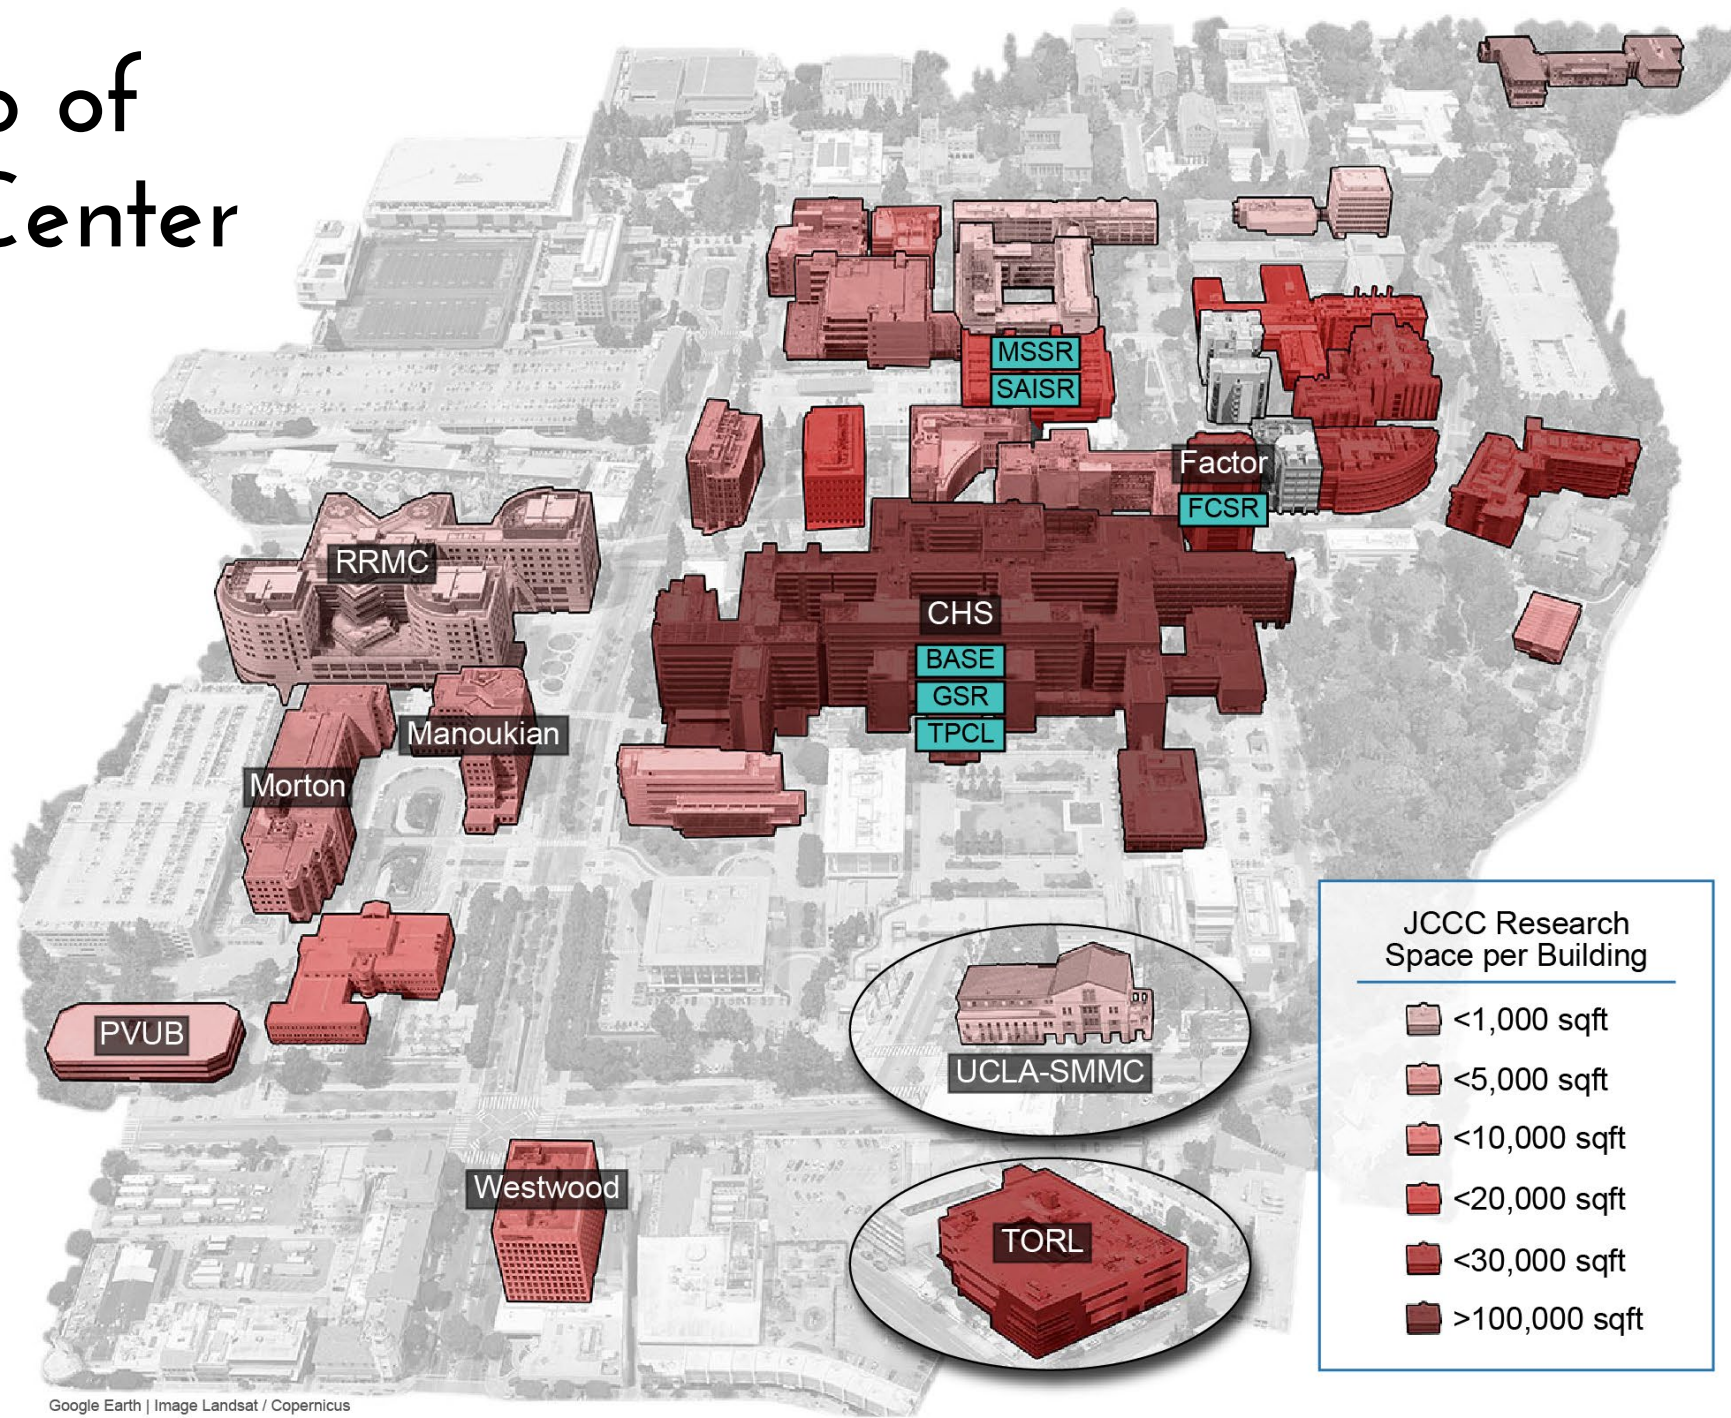 of
Center
MSSR
SAISR
Factor
FCSR
RRMC
CHS
BASE
GSR
TPCL
Manoukian
Morton
PVUB
UCLA-SMMC
Westwood
TORL
JCCC Research
Space per Building
<1,000 sqft
<5,000 sqft
<10,000 sqft
<20,000 sqft
<30,000 sqft
>100,000 sqft
Google Earth | Image Landsat / Copernicus